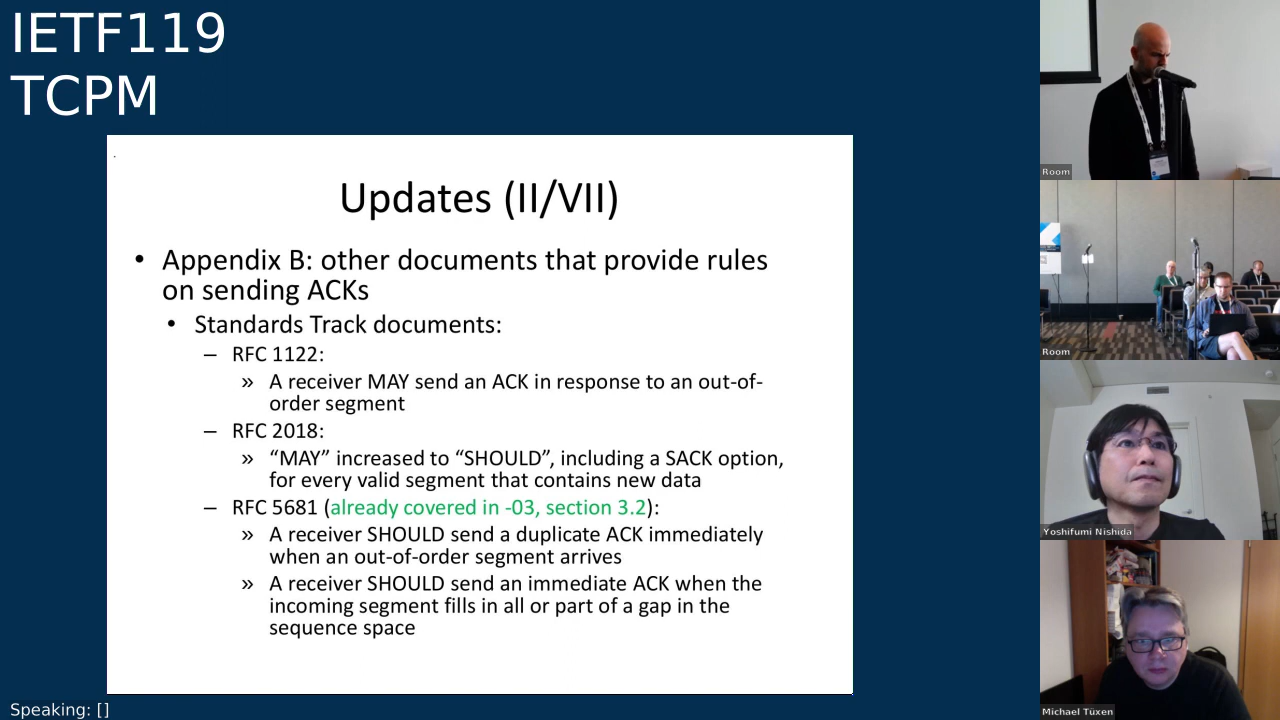 IETF119
TCPM
Updates (II/VII)
• Appendix B: other documents that provide rules
on sending ACKs
• Standards Track documents:
– RFC 1122:
» A receiver MAY send an ACK in response to an out-of-
order segment
– RFC 2018:
» “MAY” increased to “SHOULD”, including a SACK option,
for every valid segment that contains new data
– RFC 5681 (already covered in -03, section 3.2):
» A receiver SHOULD send a duplicate ACK immediately
when an out-of-order segment arrives
» A receiver SHOULD send an immediate ACK when the
incoming segment fills in all or part of a gap in the
sequence space
Speaking: []
Room
Room
Yoshifumi Nishida
Michael Tüxen